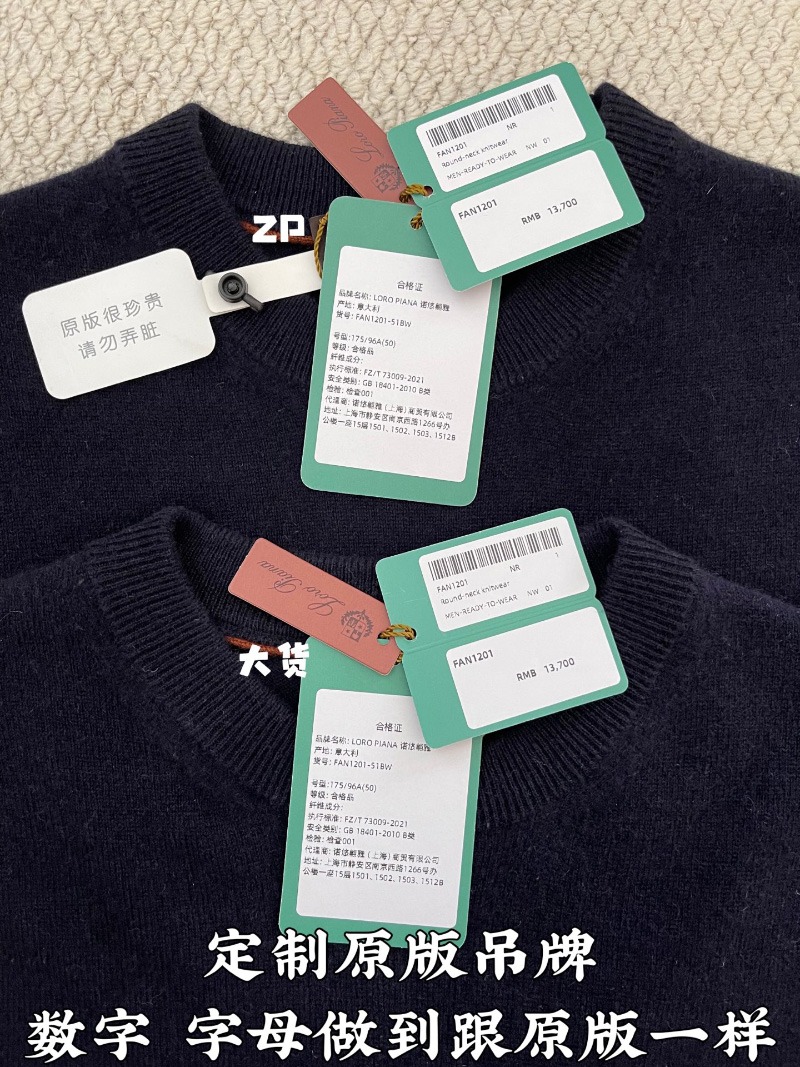 Loro Piana
FAN1201
NR
1
Round-neck knitwear
MEN-READY-TO-WEAR NW 01
FAN1201
RMB 13,700
ZP
原版很珍贵
请勿弄脏
合格证
品牌名称: LORO PIANA 诺悠翩雅
产地: 意大利
货号: FAN1201-51BW
号型:175/96A(50)
等级: 合格品
纤维成分:
执行标准: FZ/T 73009-2021
安全类别: GB 18401-2010 B类
检验: 检查001
代理商: 诺悠翩雅 (上海) 商贸有限公司
地址: 上海市静安区南京西路1266号办
公楼一座15层1501、1502、1503、1512B
Loro Piana
FAN1201
NR
1
Round-neck knitwear
MEN-READY-TO-WEAR NW 01
FAN1201
RMB 13,700
大货
合格证
品牌名称: LORO PIANA 诺悠翩雅
产地: 意大利
货号: FAN1201-51BW
号型:175/96A(50)
等级: 合格品
纤维成分:
执行标准: FZ/T 73009-2021
安全类别: GB 18401-2010 B类
检验: 检查001
代理商: 诺悠翩雅 (上海) 商贸有限公司
地址: 上海市静安区南京西路1266号办
公楼一座15层1501、1502、1503、1512B
定制原版吊牌
数字 字母做到跟原版一样